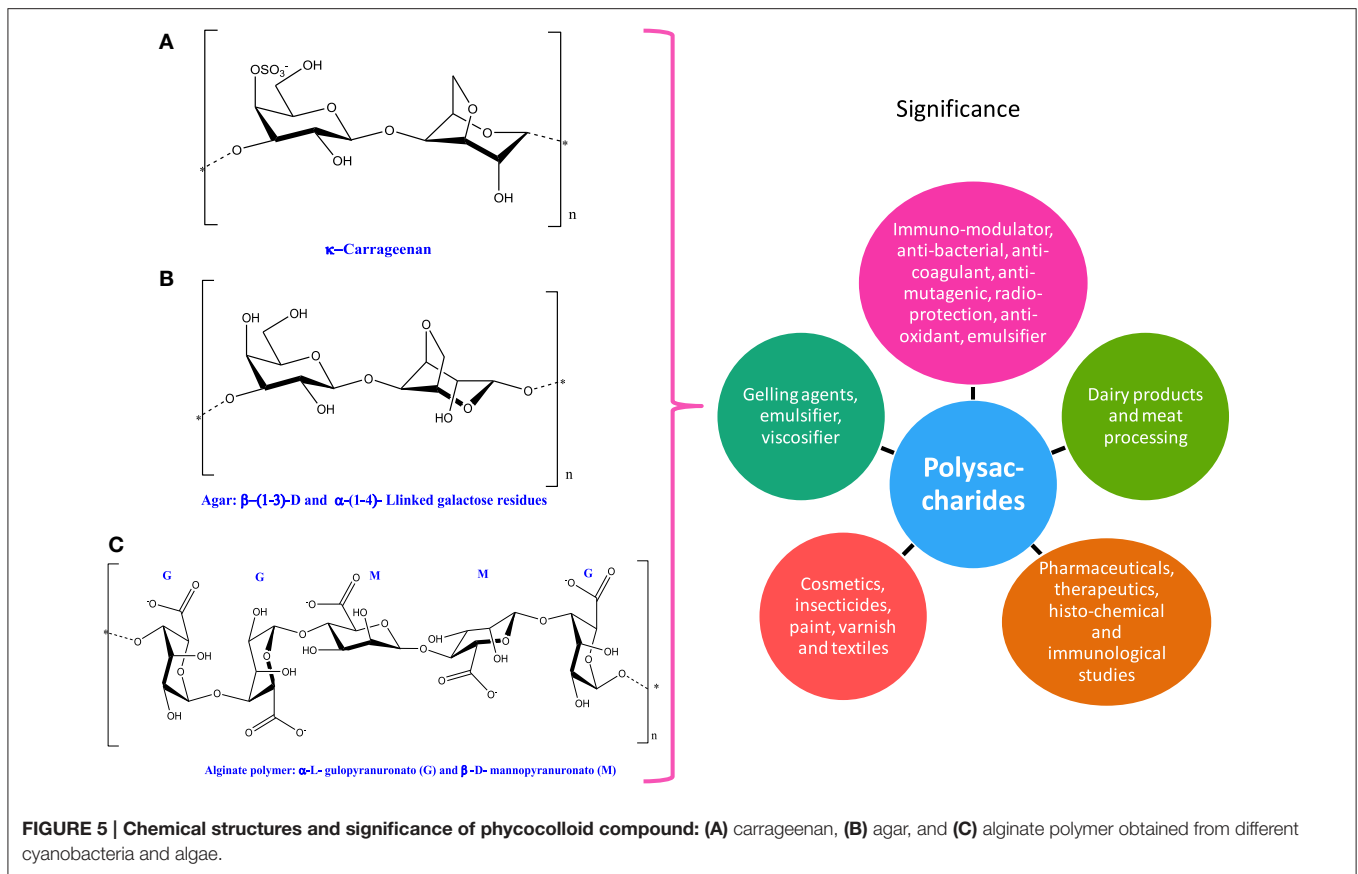 A
OSO3-
OH
O
O
O
OH
O
O
OH
*
*
n
κ–Carrageenan
B
OH
OH
O
O
O
OH
O
O
HO
O
*
*
n
Agar: β–(1-3)-D and α-(1-4)- Llinked galactose residues
C
G
G
M
M
G
Alginate polymer: α-L- gulopyranuronato (G) and β -D- mannopyranuronato (M)
Significance
Immuno-modulator,
anti-bacterial, anti-
coagulant, anti-
mutagenic, radio-
protection, anti-
oxidant, emulsifier
Gelling agents,
emulsifier,
viscosifier
Dairy products
and meat
processing
Polysac-
charides
Cosmetics,
insecticides,
paint, varnish
and textiles
Pharmaceuticals,
therapeutics,
histo-chemical
and
immunological
studies
FIGURE 5 | Chemical structures and significance of phycocolloid compound: (A) carrageenan, (B) agar, and (C) alginate polymer obtained from different
cyanobacteria and algae.